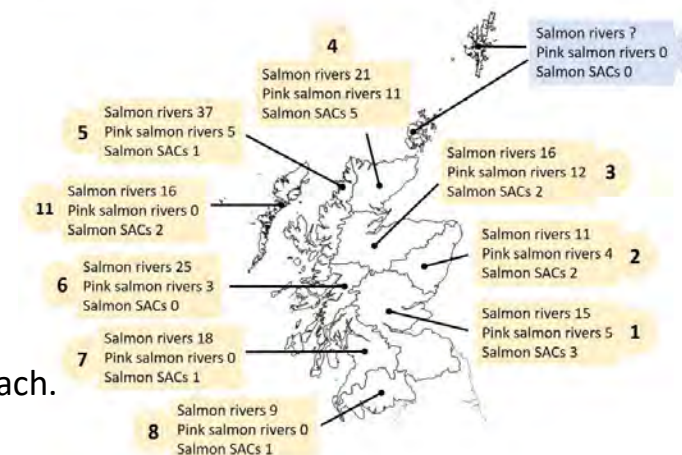 Salmon rivers ?
Pink salmon rivers 0
Salmon SACs 0
4
Salmon rivers 21
Pink salmon rivers 11
Salmon SACs 5
5
Salmon rivers 37
Pink salmon rivers 5
Salmon SACs 1
Salmon rivers 16
Pink salmon rivers 12
Salmon SACs 2
3
11
Salmon rivers 16
Pink salmon rivers 0
Salmon SACs 2
Salmon rivers 11
Pink salmon rivers 4
Salmon SACs 2
2
6
Salmon rivers 25
Pink salmon rivers 3
Salmon SACs 0
Salmon rivers 15
Pink salmon rivers 5
Salmon SACs 3
1
7
Salmon rivers 18
Pink salmon rivers 0
Salmon SACs 1
ach.
8
Salmon rivers 9
Pink salmon rivers 0
Salmon SACs 1